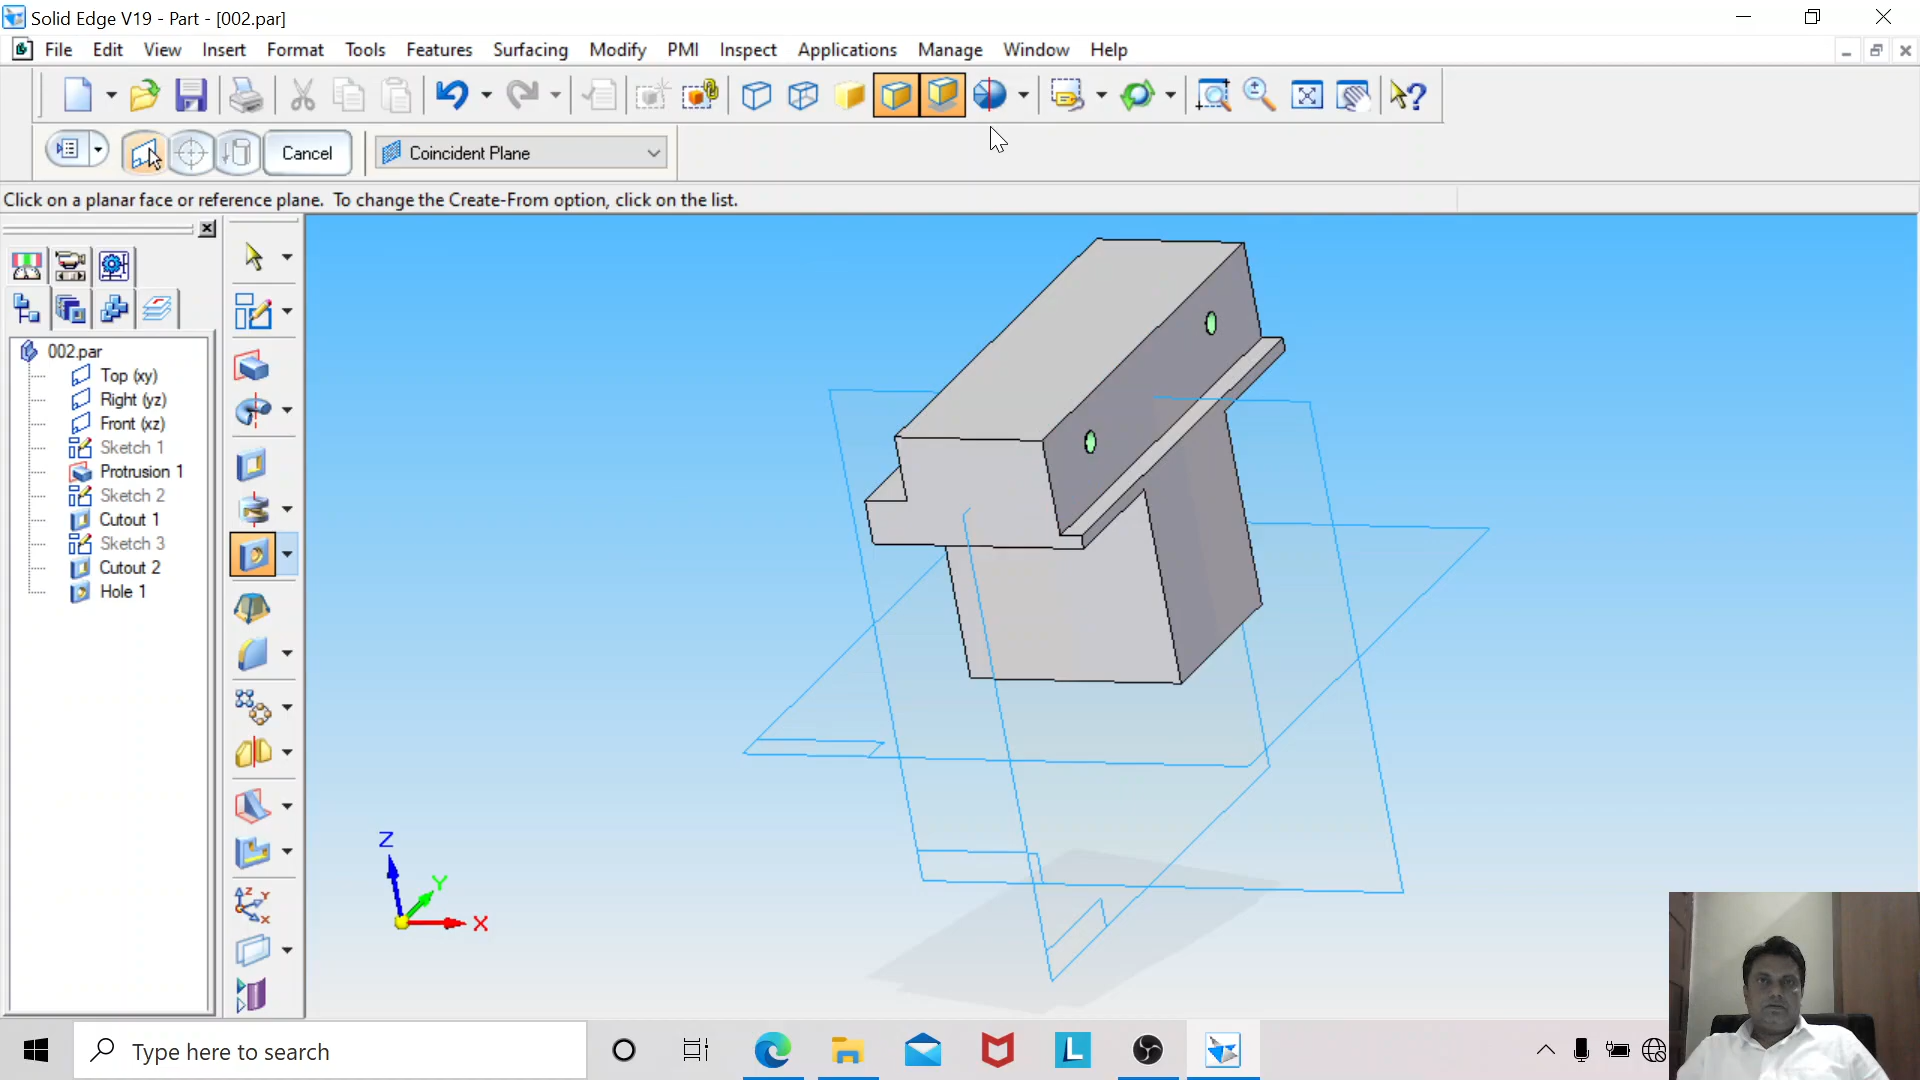 Solid Edge V19 - Part - [002.par]
File Edit View Insert Format Tools Features Surfacing Modify PMI Inspect Applications Manage Window Help
Cancel Coincident Plane
Click on a planar face or reference plane. To change the Create-From option, click on the list.
002.par
Top (xy)
Right (yz)
Front (xz)
Sketch 1
Protrusion 1
Sketch 2
Cutout 1
Sketch 3
Cutout 2
Hole 1
Z
Y
X
Type here to search